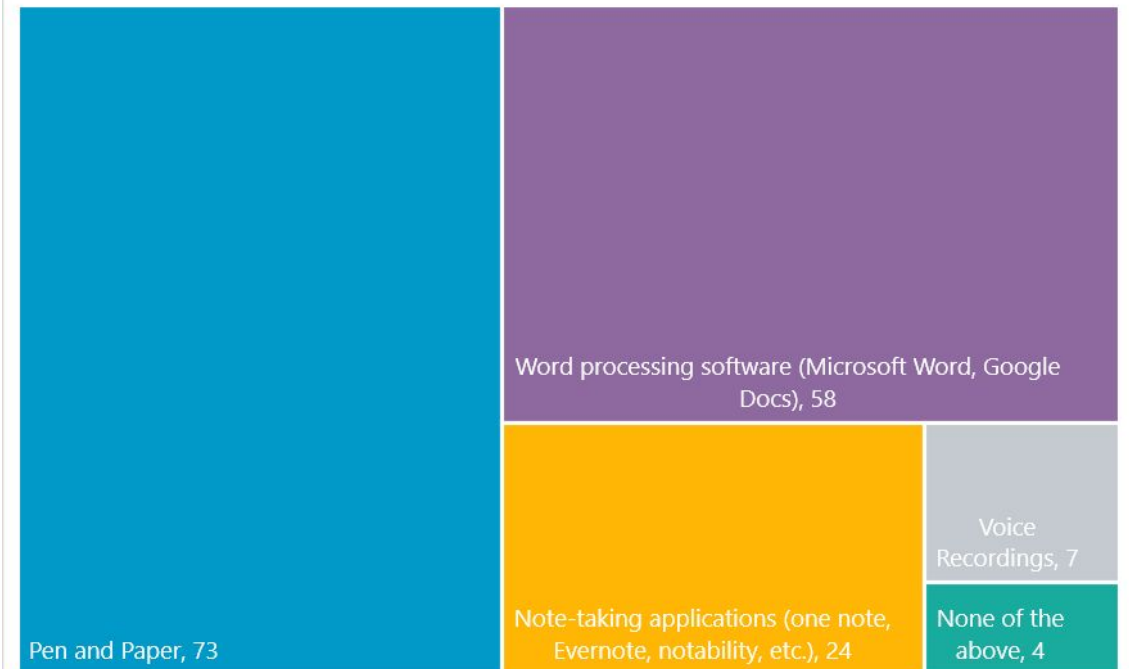 Pen and Paper, 73
Word processing software (Microsoft Word, Google
Docs), 58
Note-taking applications (one note,
Evernote, notability, etc.), 24
Voice
Recordings, 7
None of the
above, 4